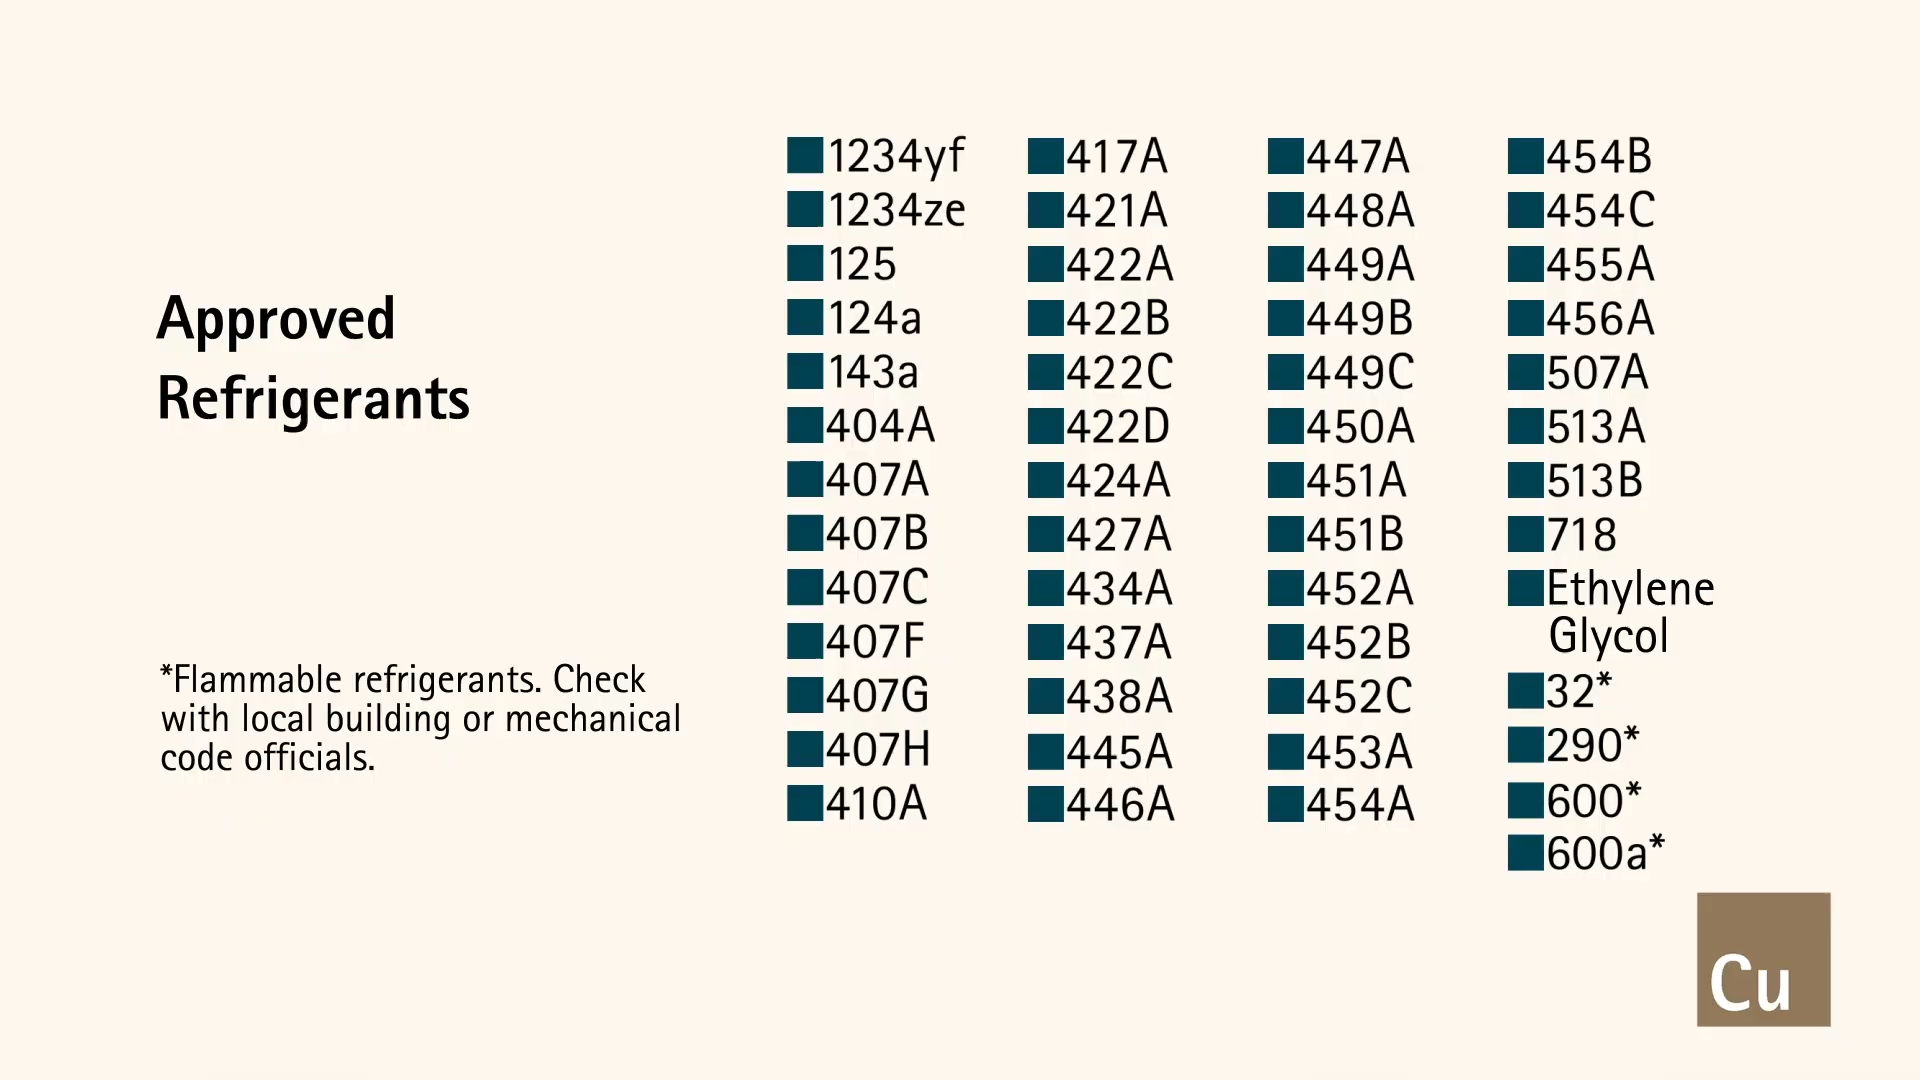 Approved
Refrigerants
*Flammable refrigerants. Check
with local building or mechanical
code officials.
1234yf
1234ze
125
124a
143a
404A
407A
407B
407C
407F
407G
407H
410A
417A
421A
422A
422B
422C
422D
424A
427A
434A
437A
438A
445A
446A
447A
448A
449A
449B
449C
450A
451A
451B
452A
452B
452C
453A
454A
454B
454C
455A
456A
507A
513A
513B
718
Ethylene
Glycol
32*
290*
600*
600a*
Cu